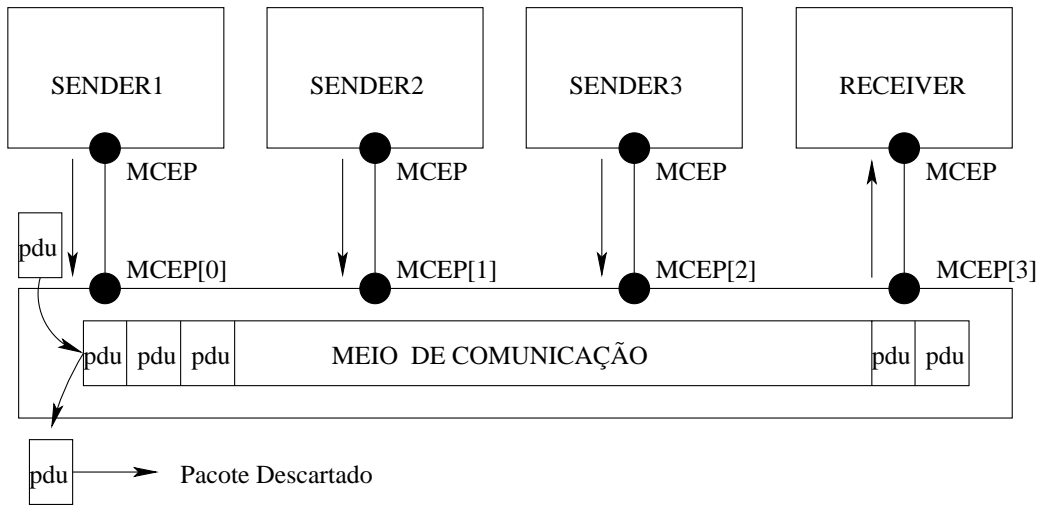 SENDER1
SENDER2
SENDER3
RECEIVER
MCEP
MCEP
MCEP
MCEP
pdu
MCEP[0]
MCEP[1]
MCEP[2]
MCEP[3]
pdu pdu pdu MEIO DE COMUNICAÇÃO pdu pdu
pdu
Pacote Descartado